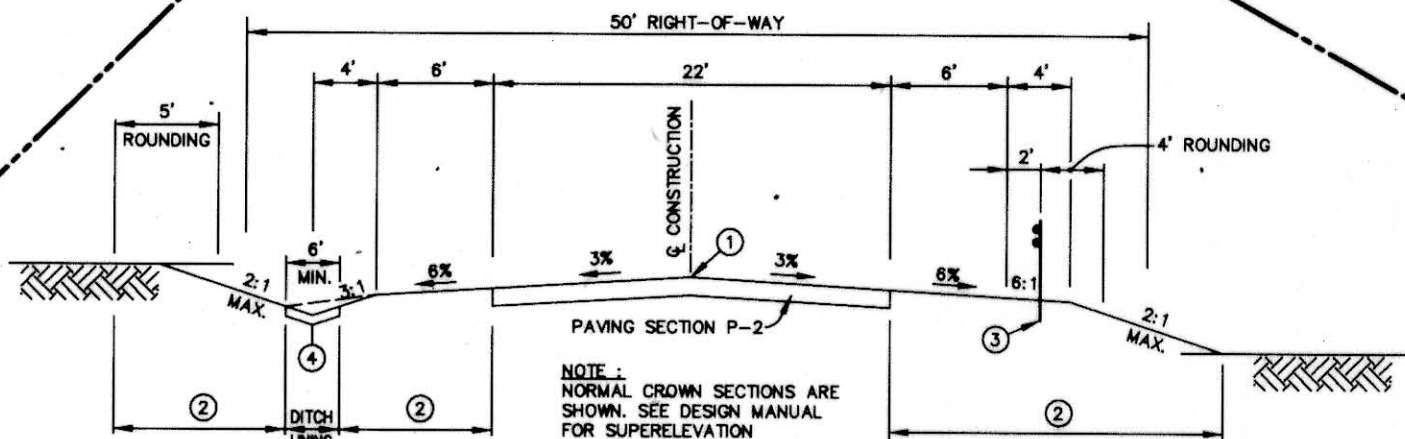 50' RIGHT-OF-WAY
4'
6'
22'
6'
4'
5'
ROUNDING
℄ CONSTRUCTION
2'
4' ROUNDING
6'
MIN.
2:1
MAX.
3:1
6%
3%
1
3%
6%
6:1
2:1
MAX.
PAVING SECTION P-2
3
4
NOTE :
NORMAL CROWN SECTIONS ARE
SHOWN. SEE DESIGN MANUAL
FOR SUPERELEVATION
2
DITCH
2
2